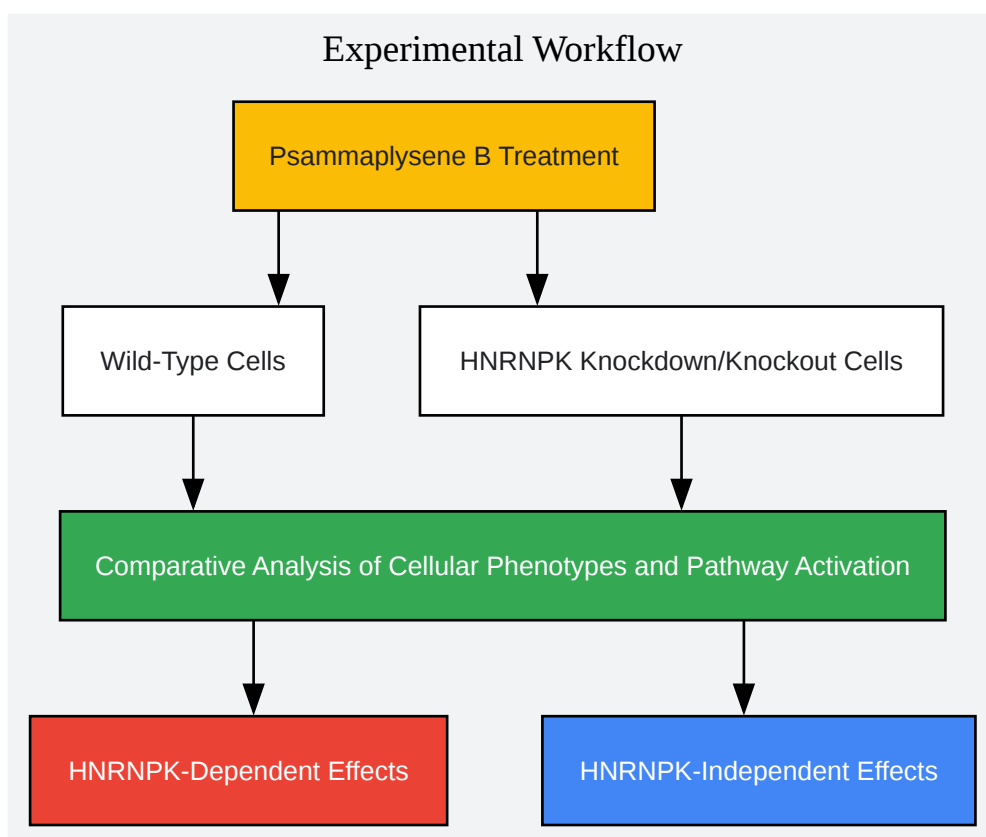 Experimental Workflow
Psammaplysene B Treatment
Wild-Type Cells
HNRNPK Knockdown/Knockout Cells
Comparative Analysis of Cellular Phenotypes and Pathway Activation
HNRNPK-Dependent Effects
HNRNPK-Independent Effects